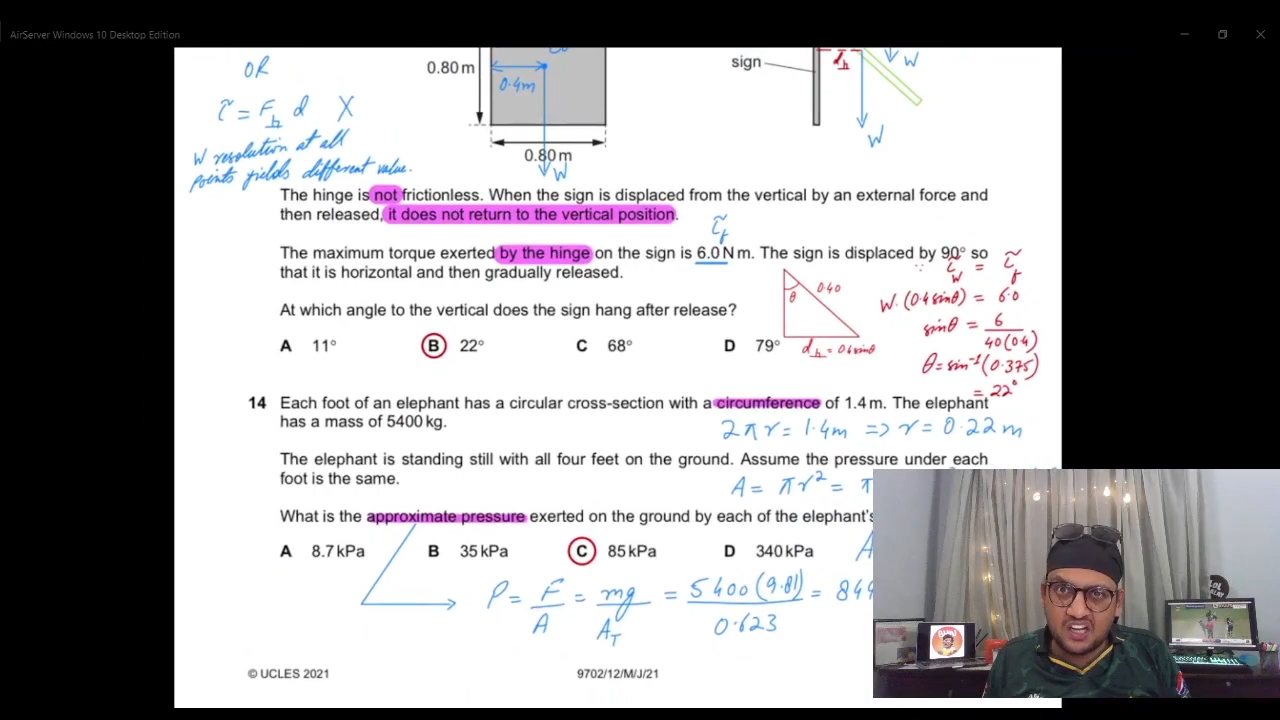 AirServer Windows 10 Desktop Edition
OR
0.80 m
0.4m
sign
d_h
W
τ = F_h d X
W
W resolution at all
points yields different value.
0.80 m
W
The hinge is not frictionless. When the sign is displaced from the vertical by an external force and
then released, it does not return to the vertical position.
τ_f
The maximum torque exerted by the hinge on the sign is 6.0 N m. The sign is displaced by 90° so
that it is horizontal and then gradually released.
∵ τ_W = τ_f
W.(0.4sinθ) = 6.0
sinθ = 6 / 40(0.4)
θ = sin⁻¹(0.375)
= 22°
θ
0.40
d_h = 0.4sinθ
At which angle to the vertical does the sign hang after release?
A 11° B 22° C 68° D 79°
14 Each foot of an elephant has a circular cross-section with a circumference of 1.4 m. The elephant
has a mass of 5400 kg.
2πr = 1.4m => r = 0.22 m
The elephant is standing still with all four feet on the ground. Assume the pressure under each
foot is the same.
A = πr² = π
What is the approximate pressure exerted on the ground by each of the elephant's
A 8.7 kPa B 35 kPa C 85 kPa D 340 kPa
A
P = F/A = mg/A_T = 5400(9.81)/0.623 = 849
© UCLES 2021
9702/12/M/J/21